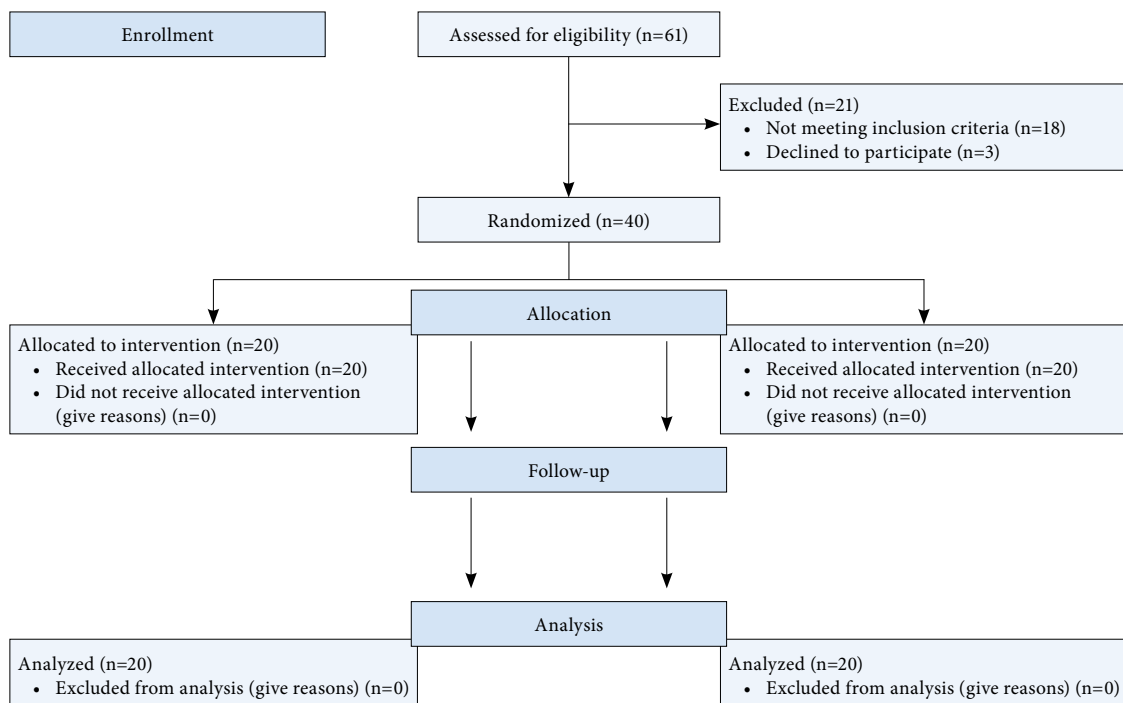 Enrollment
Assessed for eligibility (n=61)
Excluded (n=21)
• Not meeting inclusion criteria (n=18)
• Declined to participate (n=3)
Randomized (n=40)
Allocation
Allocated to intervention (n=20)
• Received allocated intervention (n=20)
• Did not receive allocated intervention
(give reasons) (n=0)
Allocated to intervention (n=20)
• Received allocated intervention (n=20)
• Did not receive allocated intervention
(give reasons) (n=0)
Follow-up
Analysis
Analyzed (n=20)
• Excluded from analysis (give reasons) (n=0)
Analyzed (n=20)
• Excluded from analysis (give reasons) (n=0)